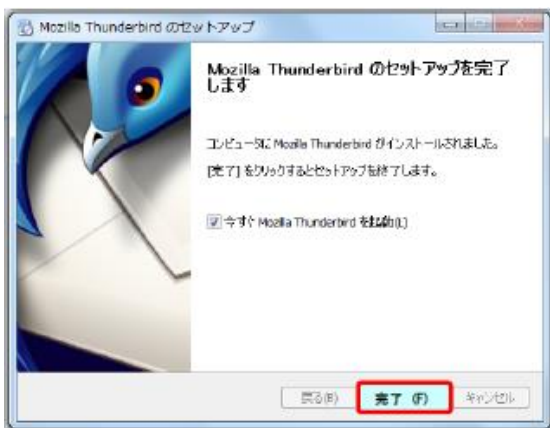 Mozilla Thunderbird のセットアップ
Mozilla Thunderbird のセットアップを完了
します
コンピュータに Mozilla Thunderbird がインストールされました。
[完了] をクリックするとセットアップを終了します。
今すぐ Mozilla Thunderbird を起動(L)
戻る(B)
完了 (F)
キャンセル